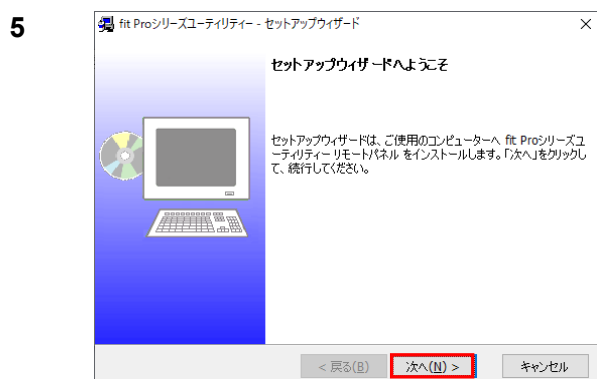 5
fit Proシリーズユーティリティー - セットアップウィザード
セットアップウィザードへようこそ
セットアップウィザードは、ご使用のコンピューターへ fit Proシリーズユ
ーティリティー リモートパネル をインストールします。「次へ」をクリックし
て、続行してください。
< 戻る(B) 次へ(N) > キャンセル